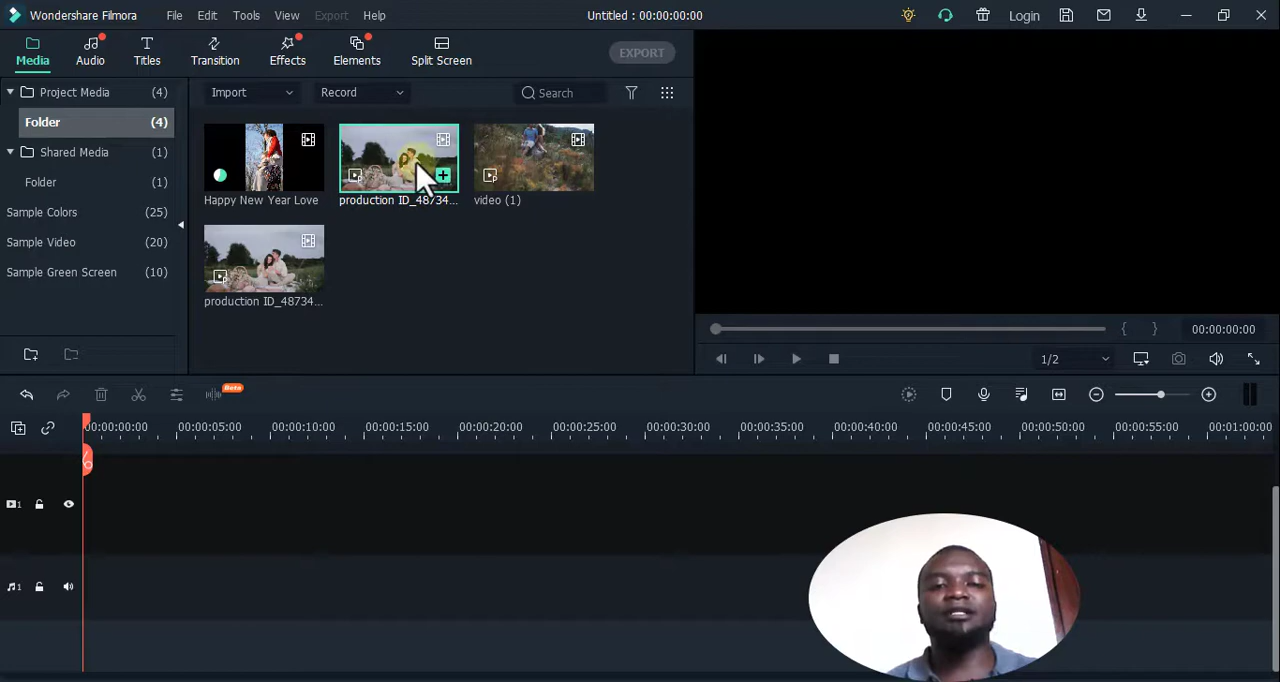 Wondershare Filmora File Edit Tools View Export Help Untitled : 00:00:00:00 Login
Media Audio Titles Transition Effects Elements Split Screen EXPORT
Project Media (4)
Folder (4)
Shared Media (1)
Folder (1)
Sample Colors (25)
Sample Video (20)
Sample Green Screen (10)
Import Record Search
Happy New Year Love production ID_48734... video (1)
production ID_48734...
00:00:00:00
1/2
Beta
00:00:00:00 00:00:05:00 00:00:10:00 00:00:15:00 00:00:20:00 00:00:25:00 00:00:30:00 00:00:35:00 00:00:40:00 00:00:45:00 00:00:50:00 00:00:55:00 00:01:00:00
1
1